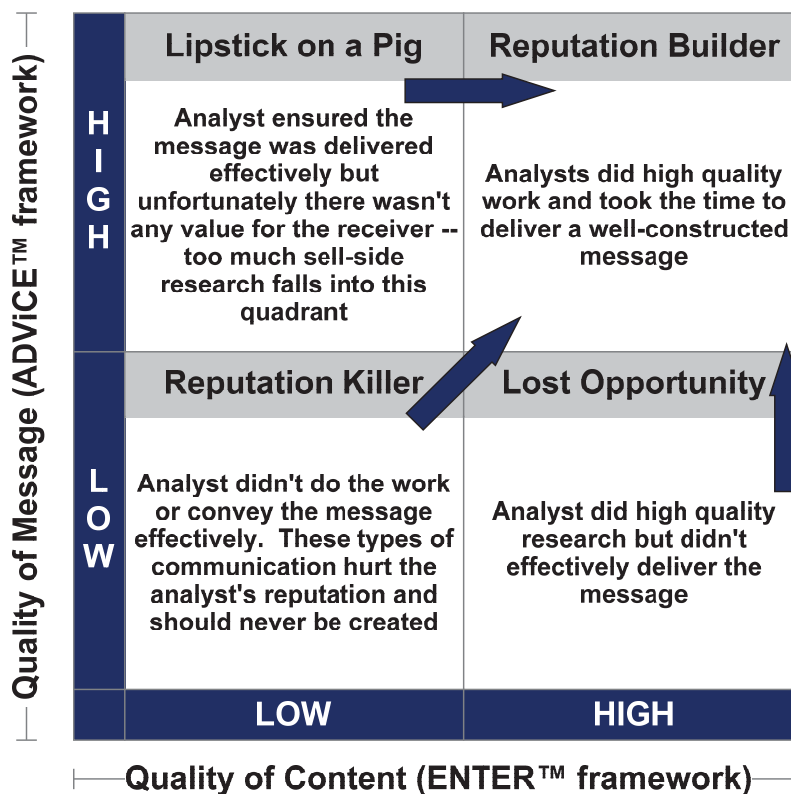 Quality of Message (ADViCE™ framework)
HIGH
Lipstick on a Pig
Analyst ensured the
message was delivered
effectively but
unfortunately there wasn't
any value for the receiver --
too much sell-side
research falls into this
quadrant
Reputation Builder
Analysts did high quality
work and took the time to
deliver a well-constructed
message
LOW
Reputation Killer
Analyst didn't do the work
or convey the message
effectively.  These types of
communication hurt the
analyst's reputation and
should never be created
Lost Opportunity
Analyst did high quality
research but didn't
effectively deliver the
message
LOW
HIGH
Quality of Content (ENTER™ framework)